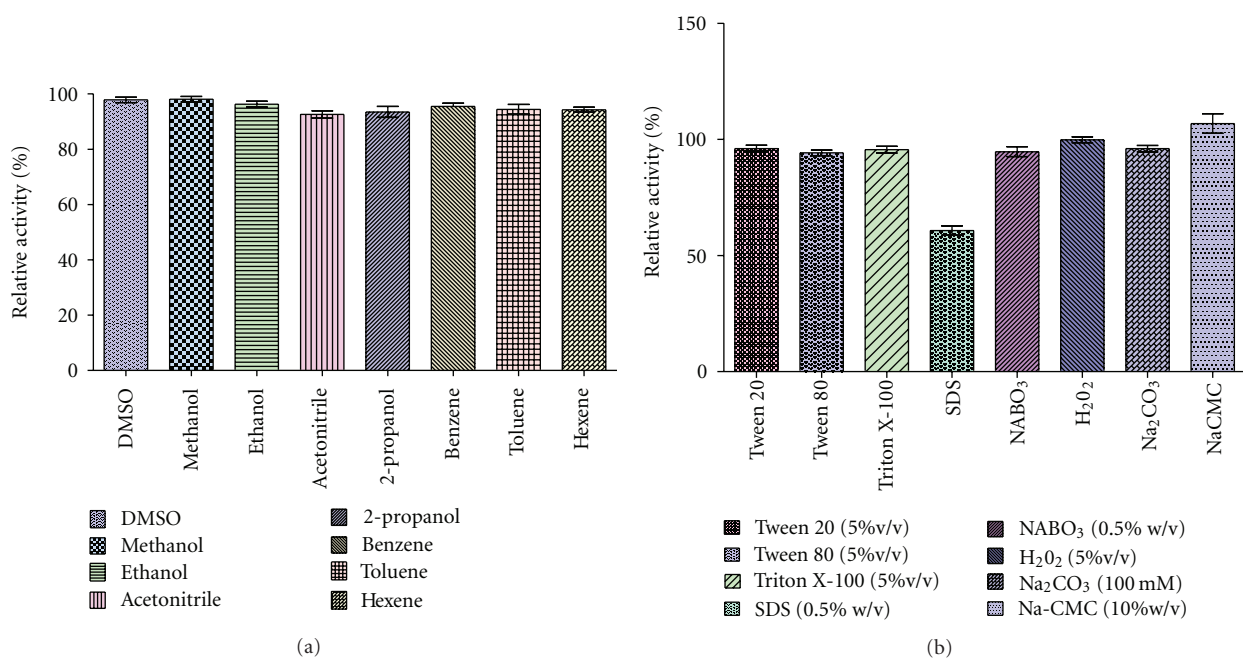 Relative activity (%)
100
80
60
40
20
0
DMSO
Methanol
Ethanol
Acetonitrile
2-propanol
Benzene
Toluene
Hexene
DMSO
Methanol
Ethanol
Acetonitrile
2-propanol
Benzene
Toluene
Hexene
(a)
Relative activity (%)
150
100
50
0
Tween 20
Tween 80
Triton X-100
SDS
NABO₃
H₂0₂
Na₂CO₃
NaCMC
Tween 20 (5%v/v)
Tween 80 (5%v/v)
Triton X-100 (5%v/v)
SDS (0.5% w/v)
NABO₃ (0.5% w/v)
H₂0₂ (5%v/v)
Na₂CO₃ (100 mM)
Na-CMC (10%w/v)
(b)